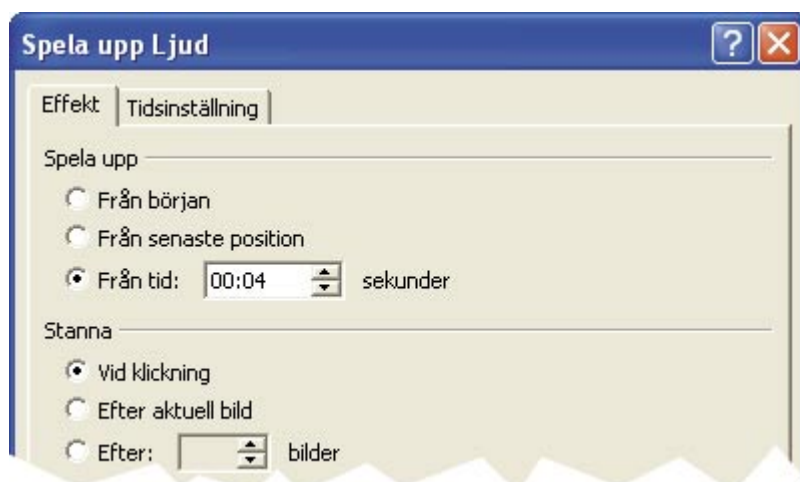 Spela upp Ljud
Effekt Tidsinställning
Spela upp
Från början
Från senaste position
Från tid: 00:04 sekunder
Stanna
Vid klickning
Efter aktuell bild
Efter: bilder